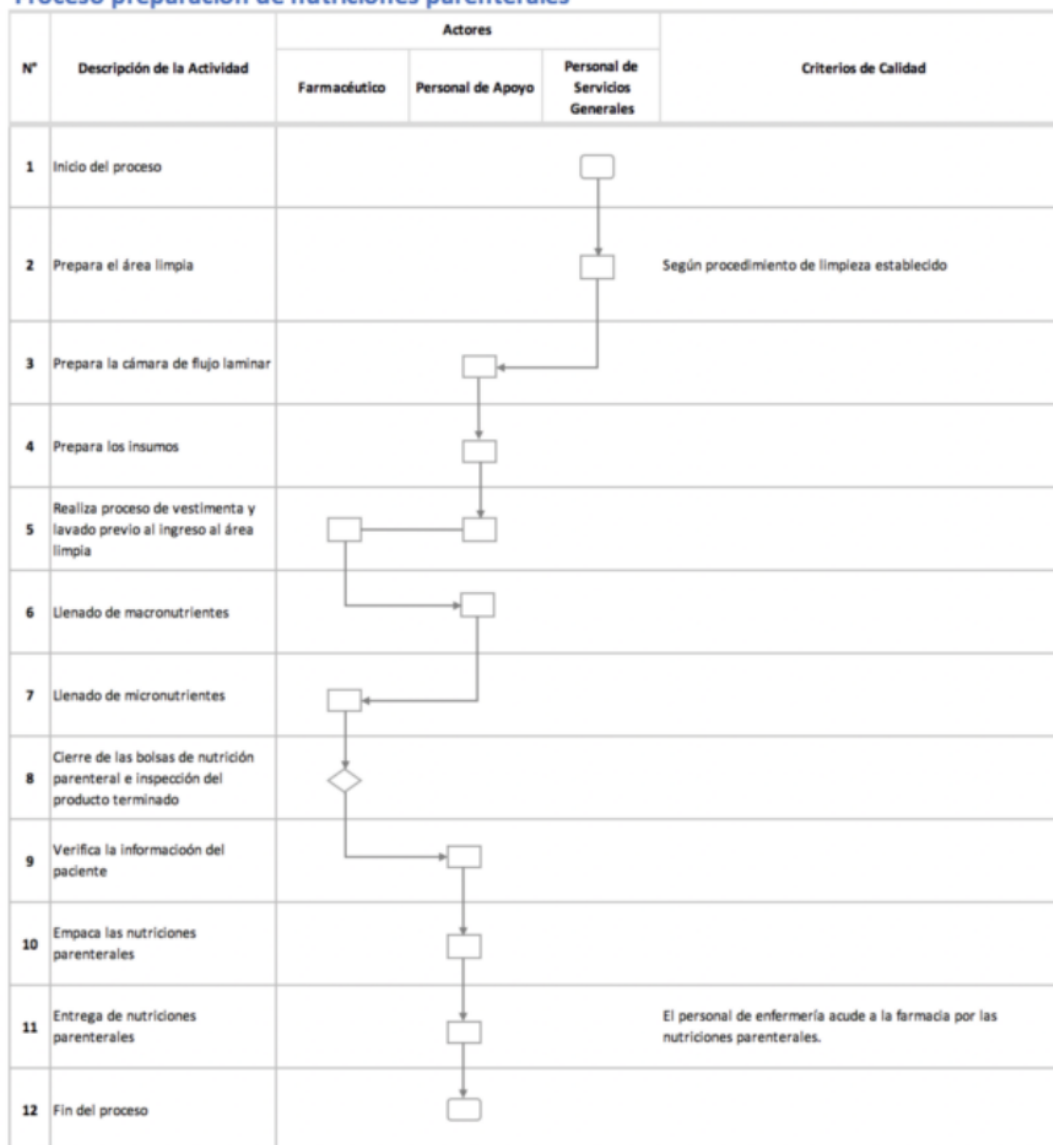 Proceso preparación de nutriciones parenterales
Actores
N°
Descripción de la Actividad
Farmacéutico
Personal de Apoyo
Personal de
Servicios
Generales
Criterios de Calidad
1
Inicio del proceso
2
Prepara el área limpia
Según procedimiento de limpieza establecido
3
Prepara la cámara de flujo laminar
4
Prepara los insumos
5
Realiza proceso de vestimenta y
lavado previo al ingreso al área
limpia
6
Llenado de macronutrientes
7
Llenado de micronutrientes
8
Cierre de las bolsas de nutrición
parenteral e inspección del
producto terminado
9
Verifica la informacioón del
paciente
10
Empaca las nutriciones
parenterales
11
Entrega de nutriciones
parenterales
El personal de enfermería acude a la farmacia por las
nutriciones parenterales.
12
Fin del proceso